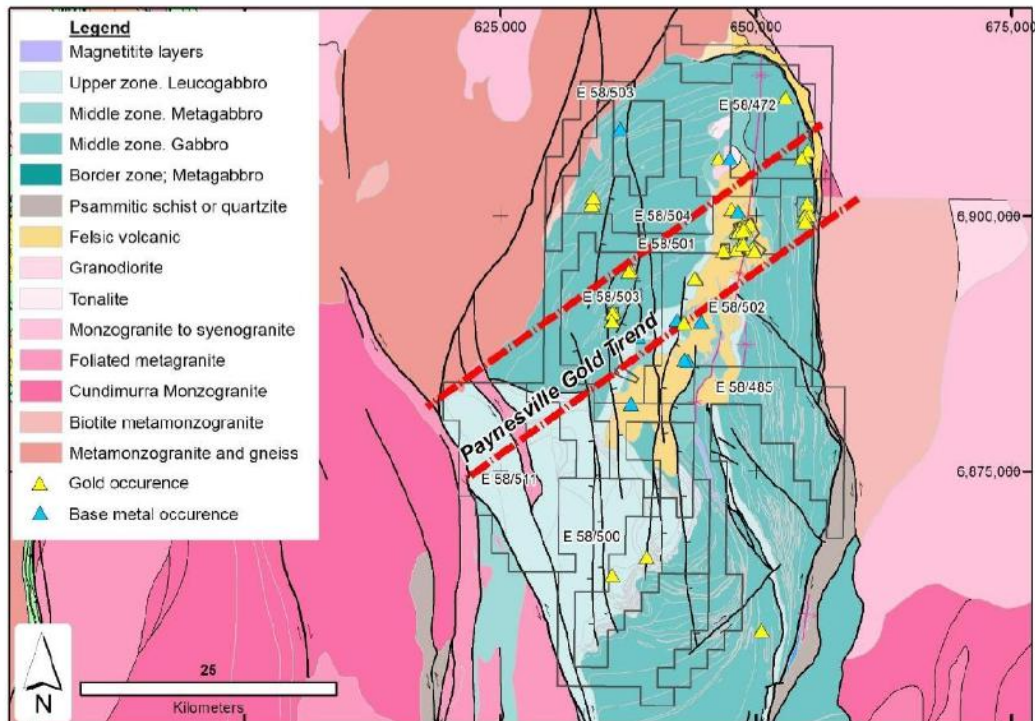 Legend
Magnetitite layers
Upper zone. Leucogabbro
Middle zone. Metagabbro
Middle zone. Gabbro
Border zone; Metagabbro
Psammitic schist or quartzite
Felsic volcanic
Granodiorite
Tonalite
Monzogranite to syenogranite
Foliated metagranite
Cundimurra Monzogranite
Biotite metamonzogranite
Metamonzogranite and gneiss
Gold occurence
Base metal occurence
625,000
650,000
675,000
E 58/503
E 58/472
6,900,000
E 58/504
E 58/501
E 58/503
E 58/502
Paynesville Gold Trend
E 58/485
6,875,000
E 58/511
E 58/500
25
Kilometers
N